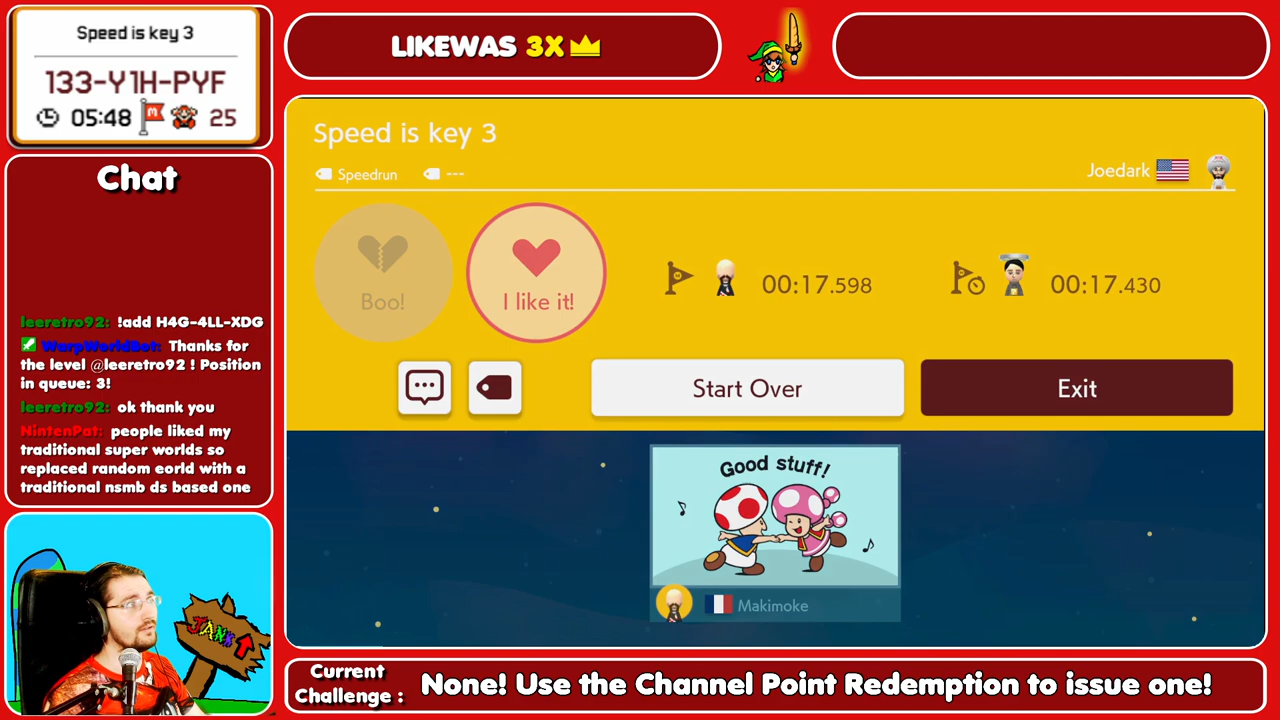 Speed is key 3
133-Y1H-PYF
05:48 25
LIKEWAS 3X
Chat
leeretro92: !add H4G-4LL-XDG
WarpWorldBot: Thanks for
the level @leeretro92 ! Position
in queue: 3!
leeretro92: ok thank you
NintenPat: people liked my
traditional super worlds so
replaced random eorld with a
traditional nsmb ds based one
Speed is key 3
Speedrun ---
Joedark
Boo!
I like it!
00:17.598
00:17.430
Start Over
Exit
Good stuff!
Makimoke
JANK
Current
Challenge :
None! Use the Channel Point Redemption to issue one!